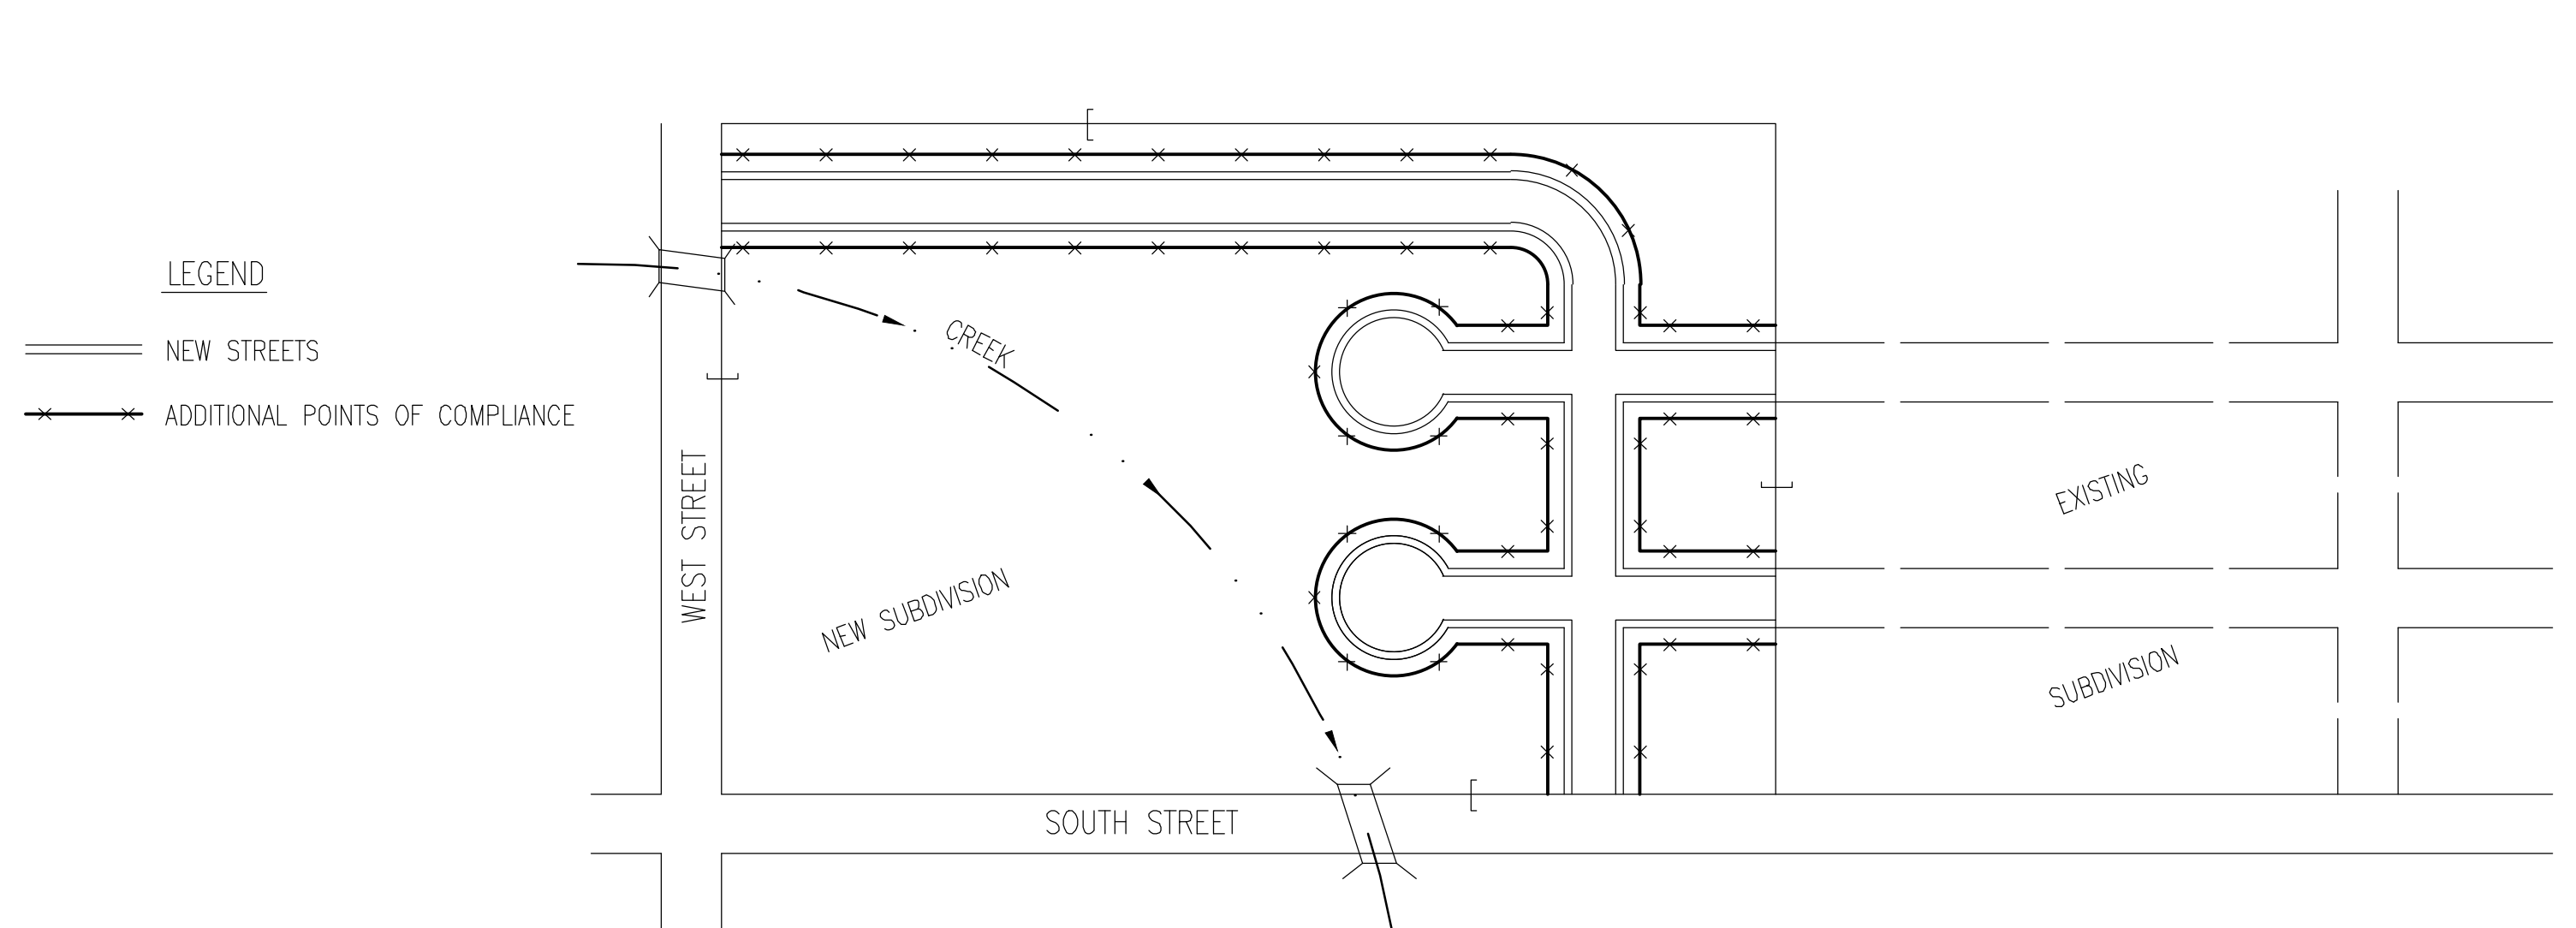 LEGEND
NEW STREETS
ADDITIONAL POINTS OF COMPLIANCE
WEST STREET
CREEK
NEW SUBDIVISION
SOUTH STREET
EXISTING
SUBDIVISION